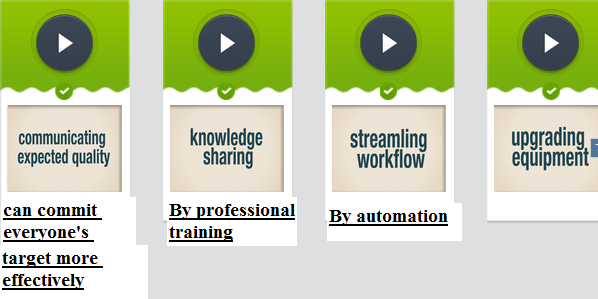 communicating
expected quality
knowledge
sharing
streamling
workflow
upgrading
equipment
can commit
everyone's
target more
effectively
By professional
training
By automation